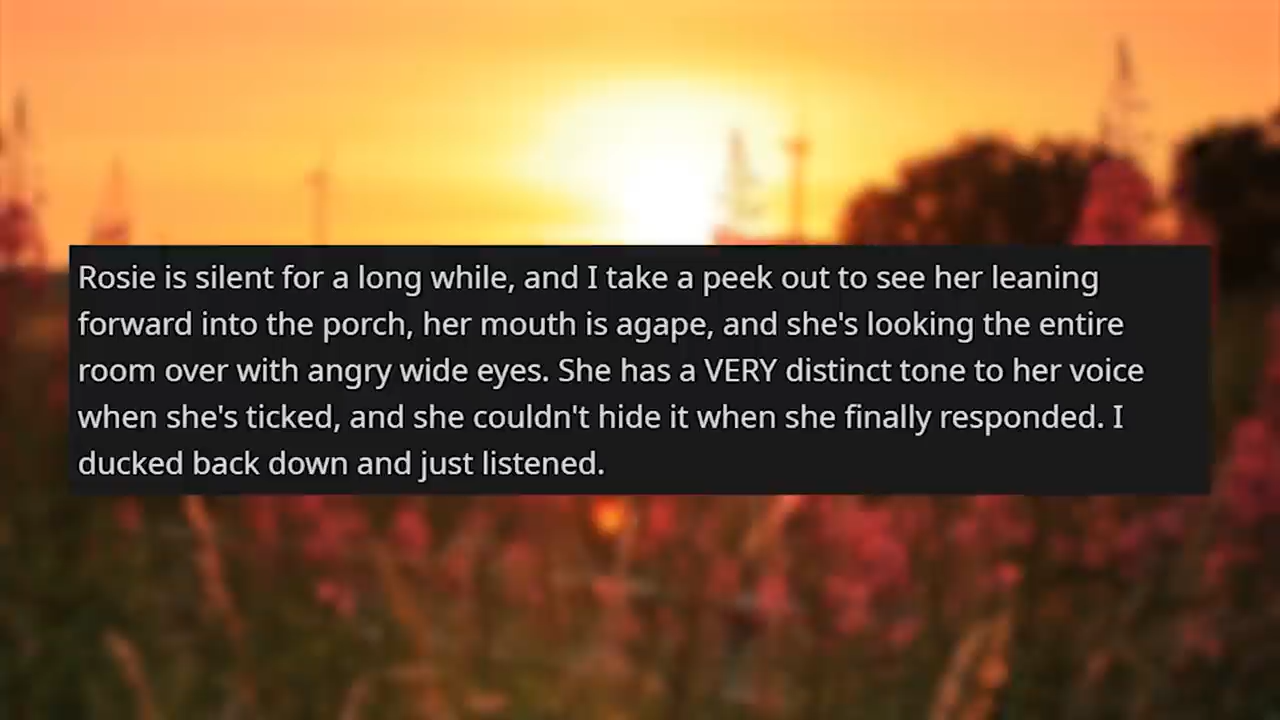 Rosie is silent for a long while, and I take a peek out to see her leaning
forward into the porch, her mouth is agape, and she's looking the entire
room over with angry wide eyes. She has a VERY distinct tone to her voice
when she's ticked, and she couldn't hide it when she finally responded. I
ducked back down and just listened.